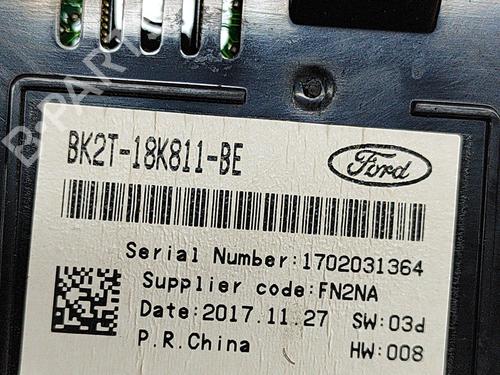 BK2T-18K811-BE
Ford
Serial Number:1702031364
Supplier code:FN2NA
Date:2017.11.27 SW:03d
P.R.China HW:008
B-PARTS